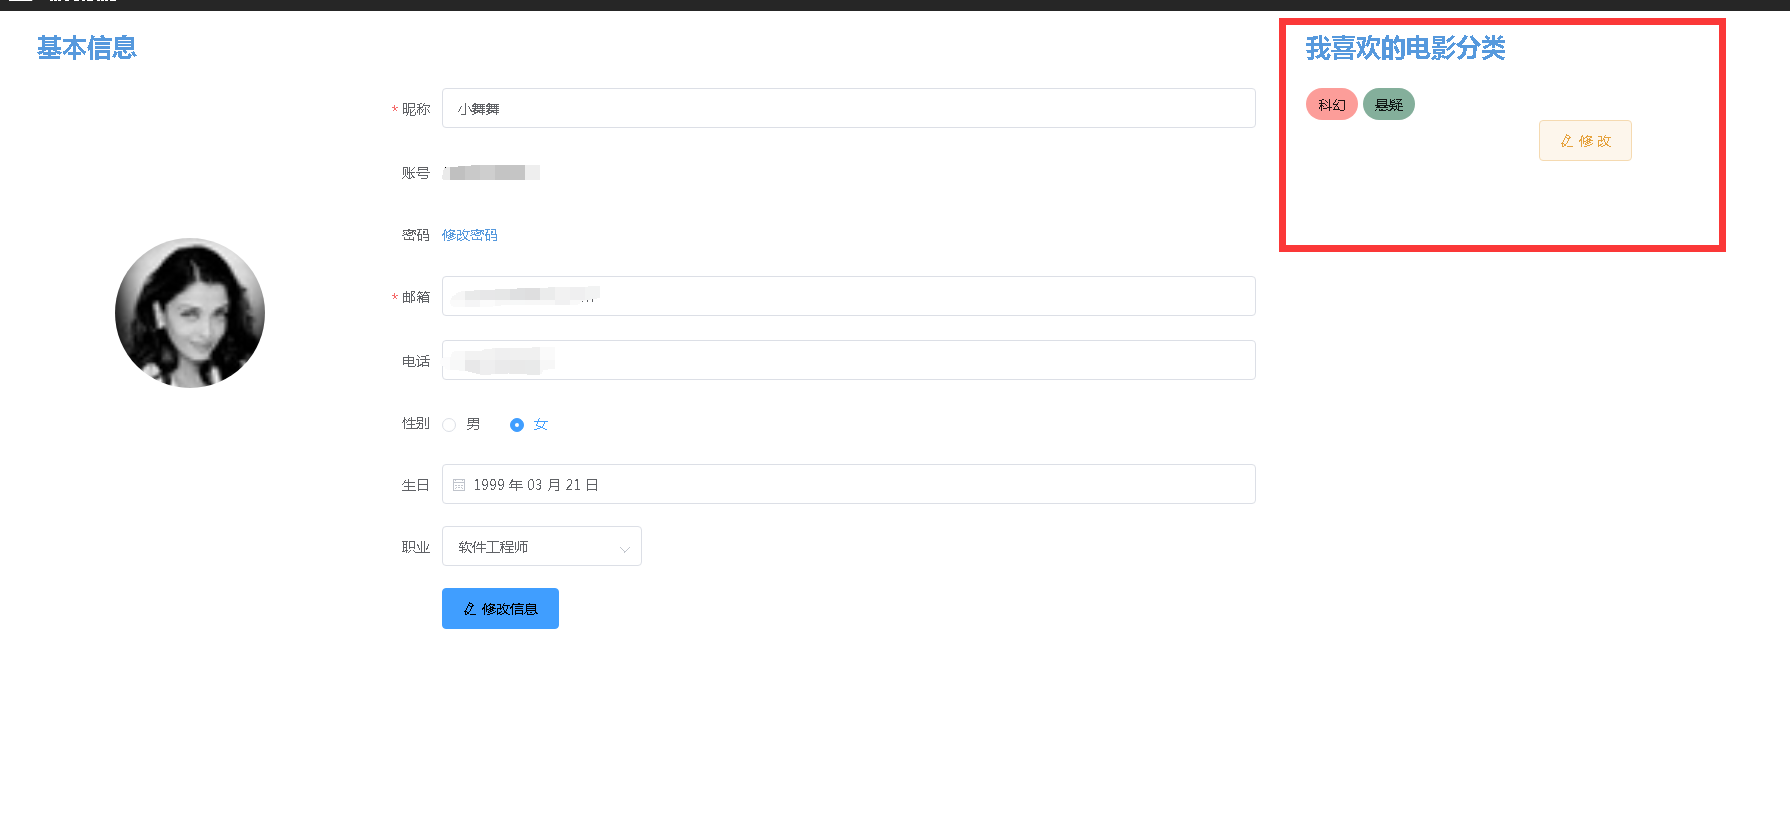 基本信息
* 昵称 小舞舞
账号
密码 修改密码
* 邮箱
电话
性别 男 女
生日 1999 年 03 月 21 日
职业 软件工程师
修改信息
我喜欢的电影分类
科幻 悬疑
修改